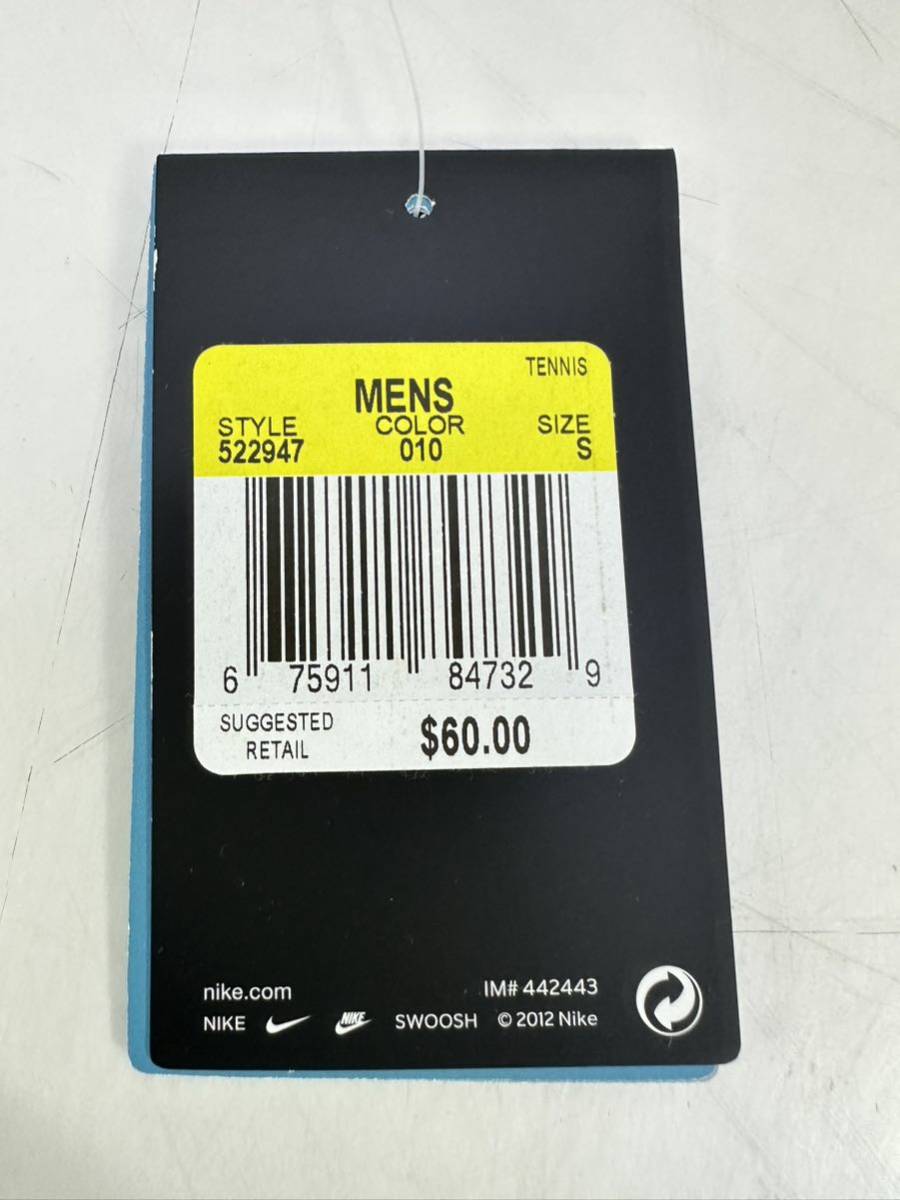 TENNIS
MENS
STYLE COLOR SIZE
522947 010 S
6 75911 84732 9
SUGGESTED
RETAIL $60.00
nike.com IM# 442443
NIKE NIKE SWOOSH © 2012 Nike